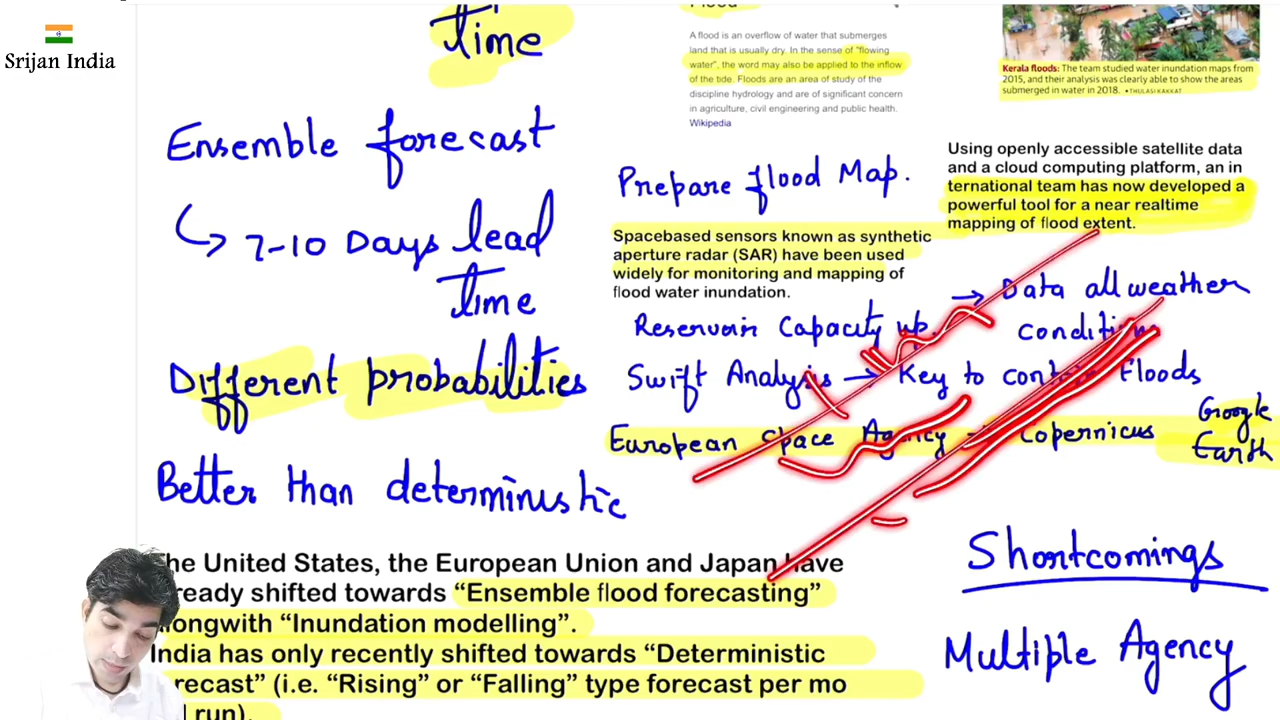 Srijan India
time
Ensemble forecast
7-10 Days lead
time
Different probabilities
Better than deterministic
The United States, the European Union and Japan have
already shifted towards “Ensemble flood forecasting”
alongwith “Inundation modelling”.
India has only recently shifted towards “Deterministic
forecast” (i.e. “Rising” or “Falling” type forecast per mo
run).
Flood
A flood is an overflow of water that submerges
land that is usually dry. In the sense of "flowing
water", the word may also be applied to the inflow
of the tide. Floods are an area of study of the
discipline hydrology and are of significant concern
in agriculture, civil engineering and public health.
Wikipedia
Prepare flood Map.
Spacebased sensors known as synthetic
aperture radar (SAR) have been used
widely for monitoring and mapping of
flood water inundation.
Reservoir Capacity up.
→ Data all weather
condition
Swift Analysis → Key to control Floods
European Space Agency → Copernicus
Google
Earth
Kerala floods: The team studied water inundation maps from
2015, and their analysis was clearly able to show the areas
submerged in water in 2018. • THULASI KAKKAT
Using openly accessible satellite data
and a cloud computing platform, an in
ternational team has now developed a
powerful tool for a near realtime
mapping of flood extent.
Shortcomings
Multiple Agency